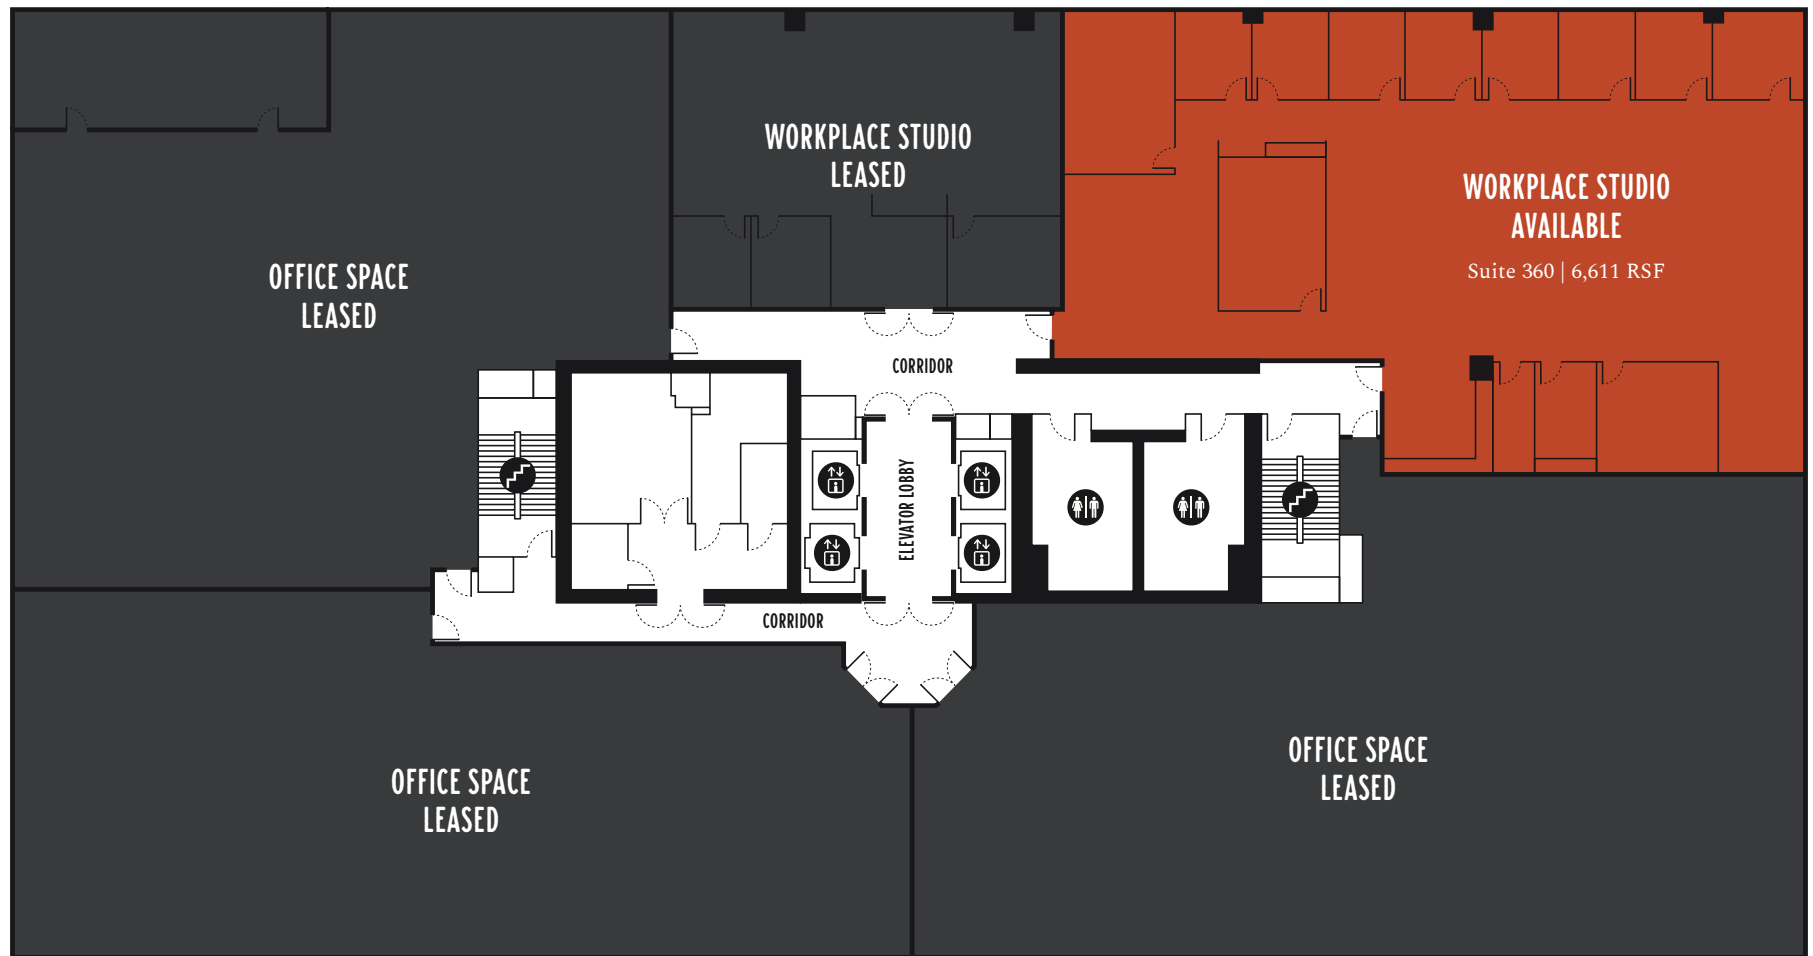 WORKPLACE STUDIO
LEASED
WORKPLACE STUDIO
AVAILABLE
Suite 360 | 6,611 RSF
OFFICE SPACE
LEASED
CORRIDOR
ELEVATOR LOBBY
CORRIDOR
OFFICE SPACE
LEASED
OFFICE SPACE
LEASED